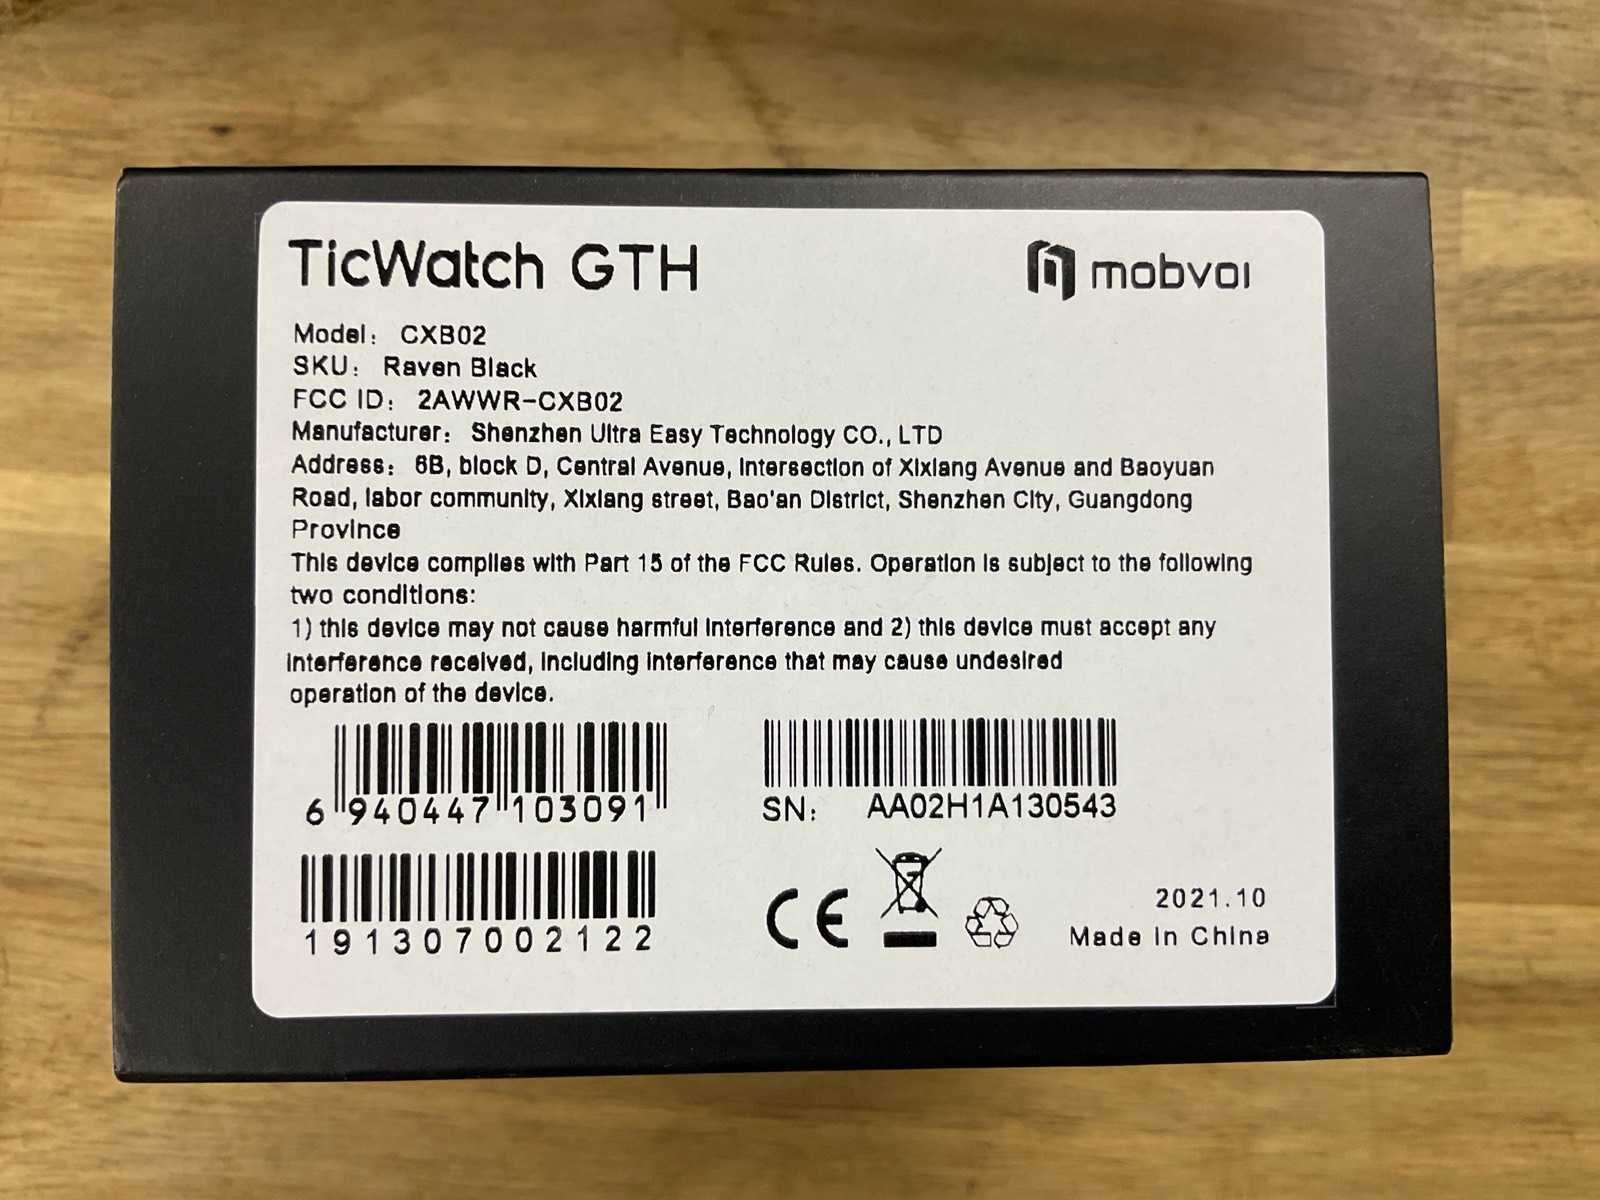 TicWatch GTH
mobvoi
Model: CXB02
SKU: Raven Black
FCC ID: 2AWWR-CXB02
Manufacturer: Shenzhen Ultra Easy Technology CO., LTD
Address: 6B, block D, Central Avenue, Intersection of Xixiang Avenue and Baoyuan
Road, labor community, Xixiang street, Bao'an District, Shenzhen City, Guangdong
Province
This device complies with Part 15 of the FCC Rules. Operation is subject to the following
two conditions:
1) this device may not cause harmful interference and 2) this device must accept any
interference received, including interference that may cause undesired
operation of the device.
6 940447 103091
SN: AA02H1A130543
191307002122
CE
2021.10
Made in China